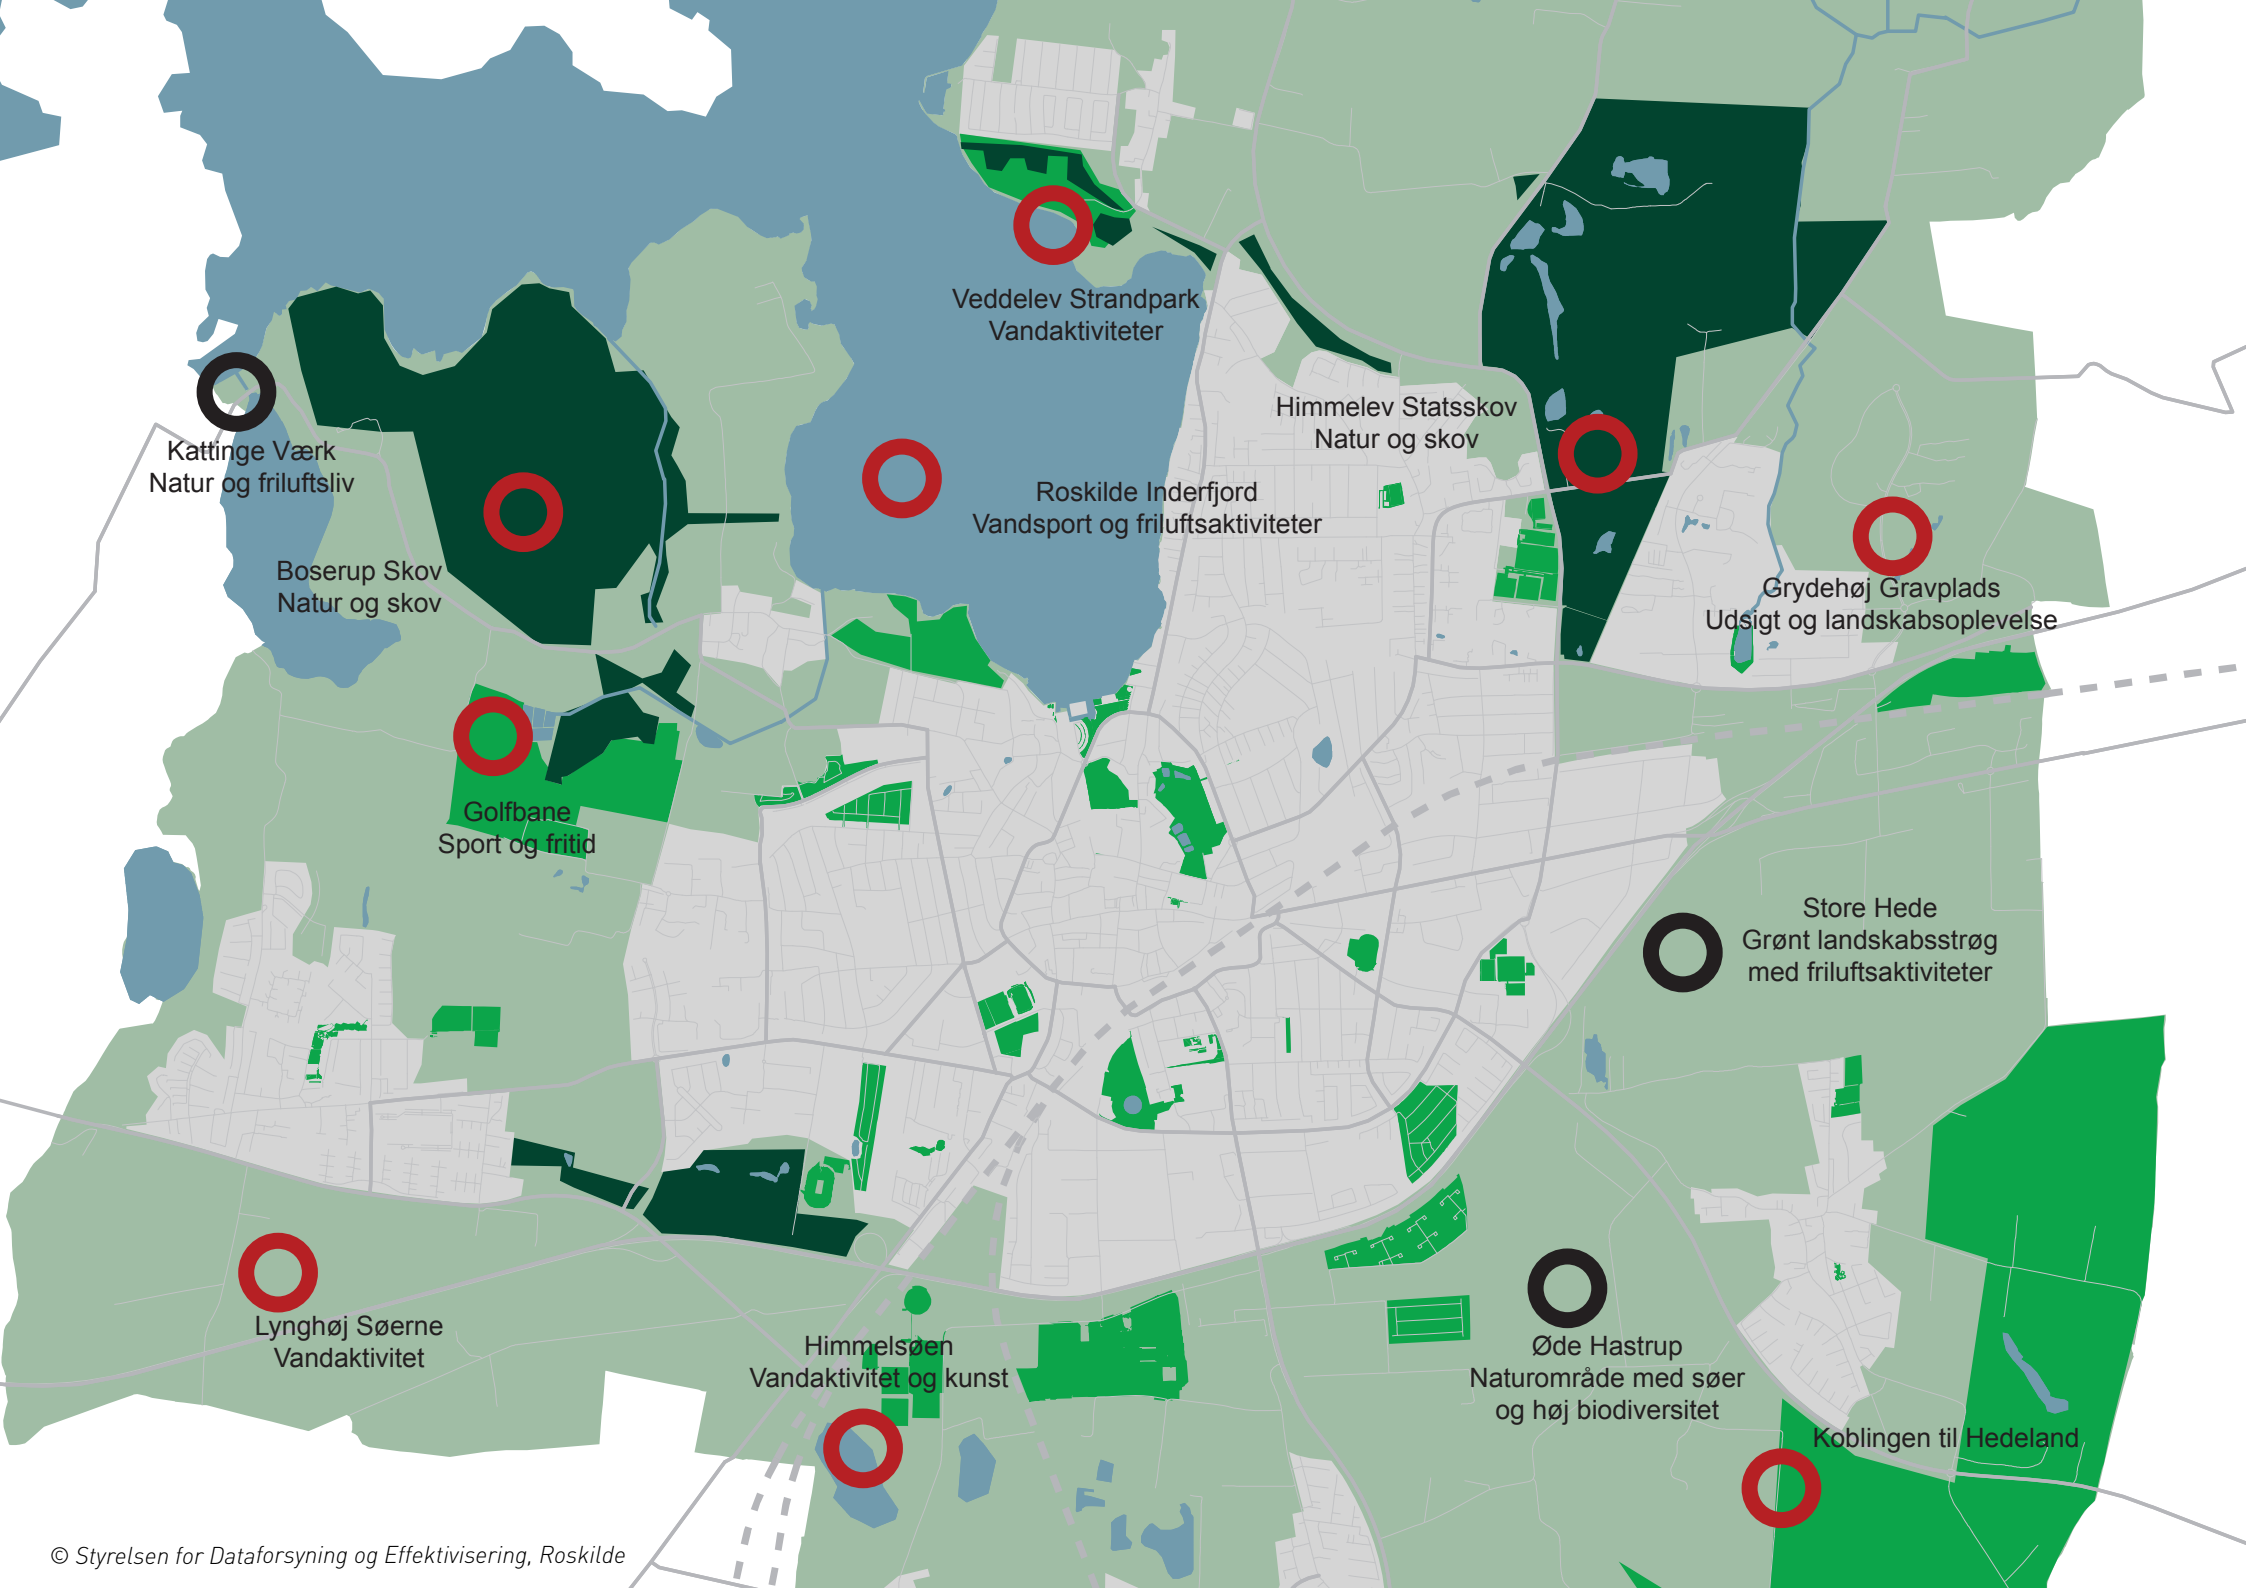 Veddelev Strandpark
Vandaktiviteter
Himmelev Statsskov
Natur og skov
Kattinge Værk
Natur og friluftsliv
Roskilde Inderfjord
Vandsport og friluftsaktiviteter
Boserup Skov
Natur og skov
Grydehøj Gravplads
Udsigt og landskabsoplevelse
Golfbane
Sport og fritid
Store Hede
Grønt landskabsstrøg
med friluftsaktiviteter
Lynghøj Søerne
Vandaktivitet
Himmelsøen
Vandaktivitet og kunst
Øde Hastrup
Naturområde med søer
og høj biodiversitet
Koblingen til Hedeland
© Styrelsen for Dataforsyning og Effektivisering, Roskilde